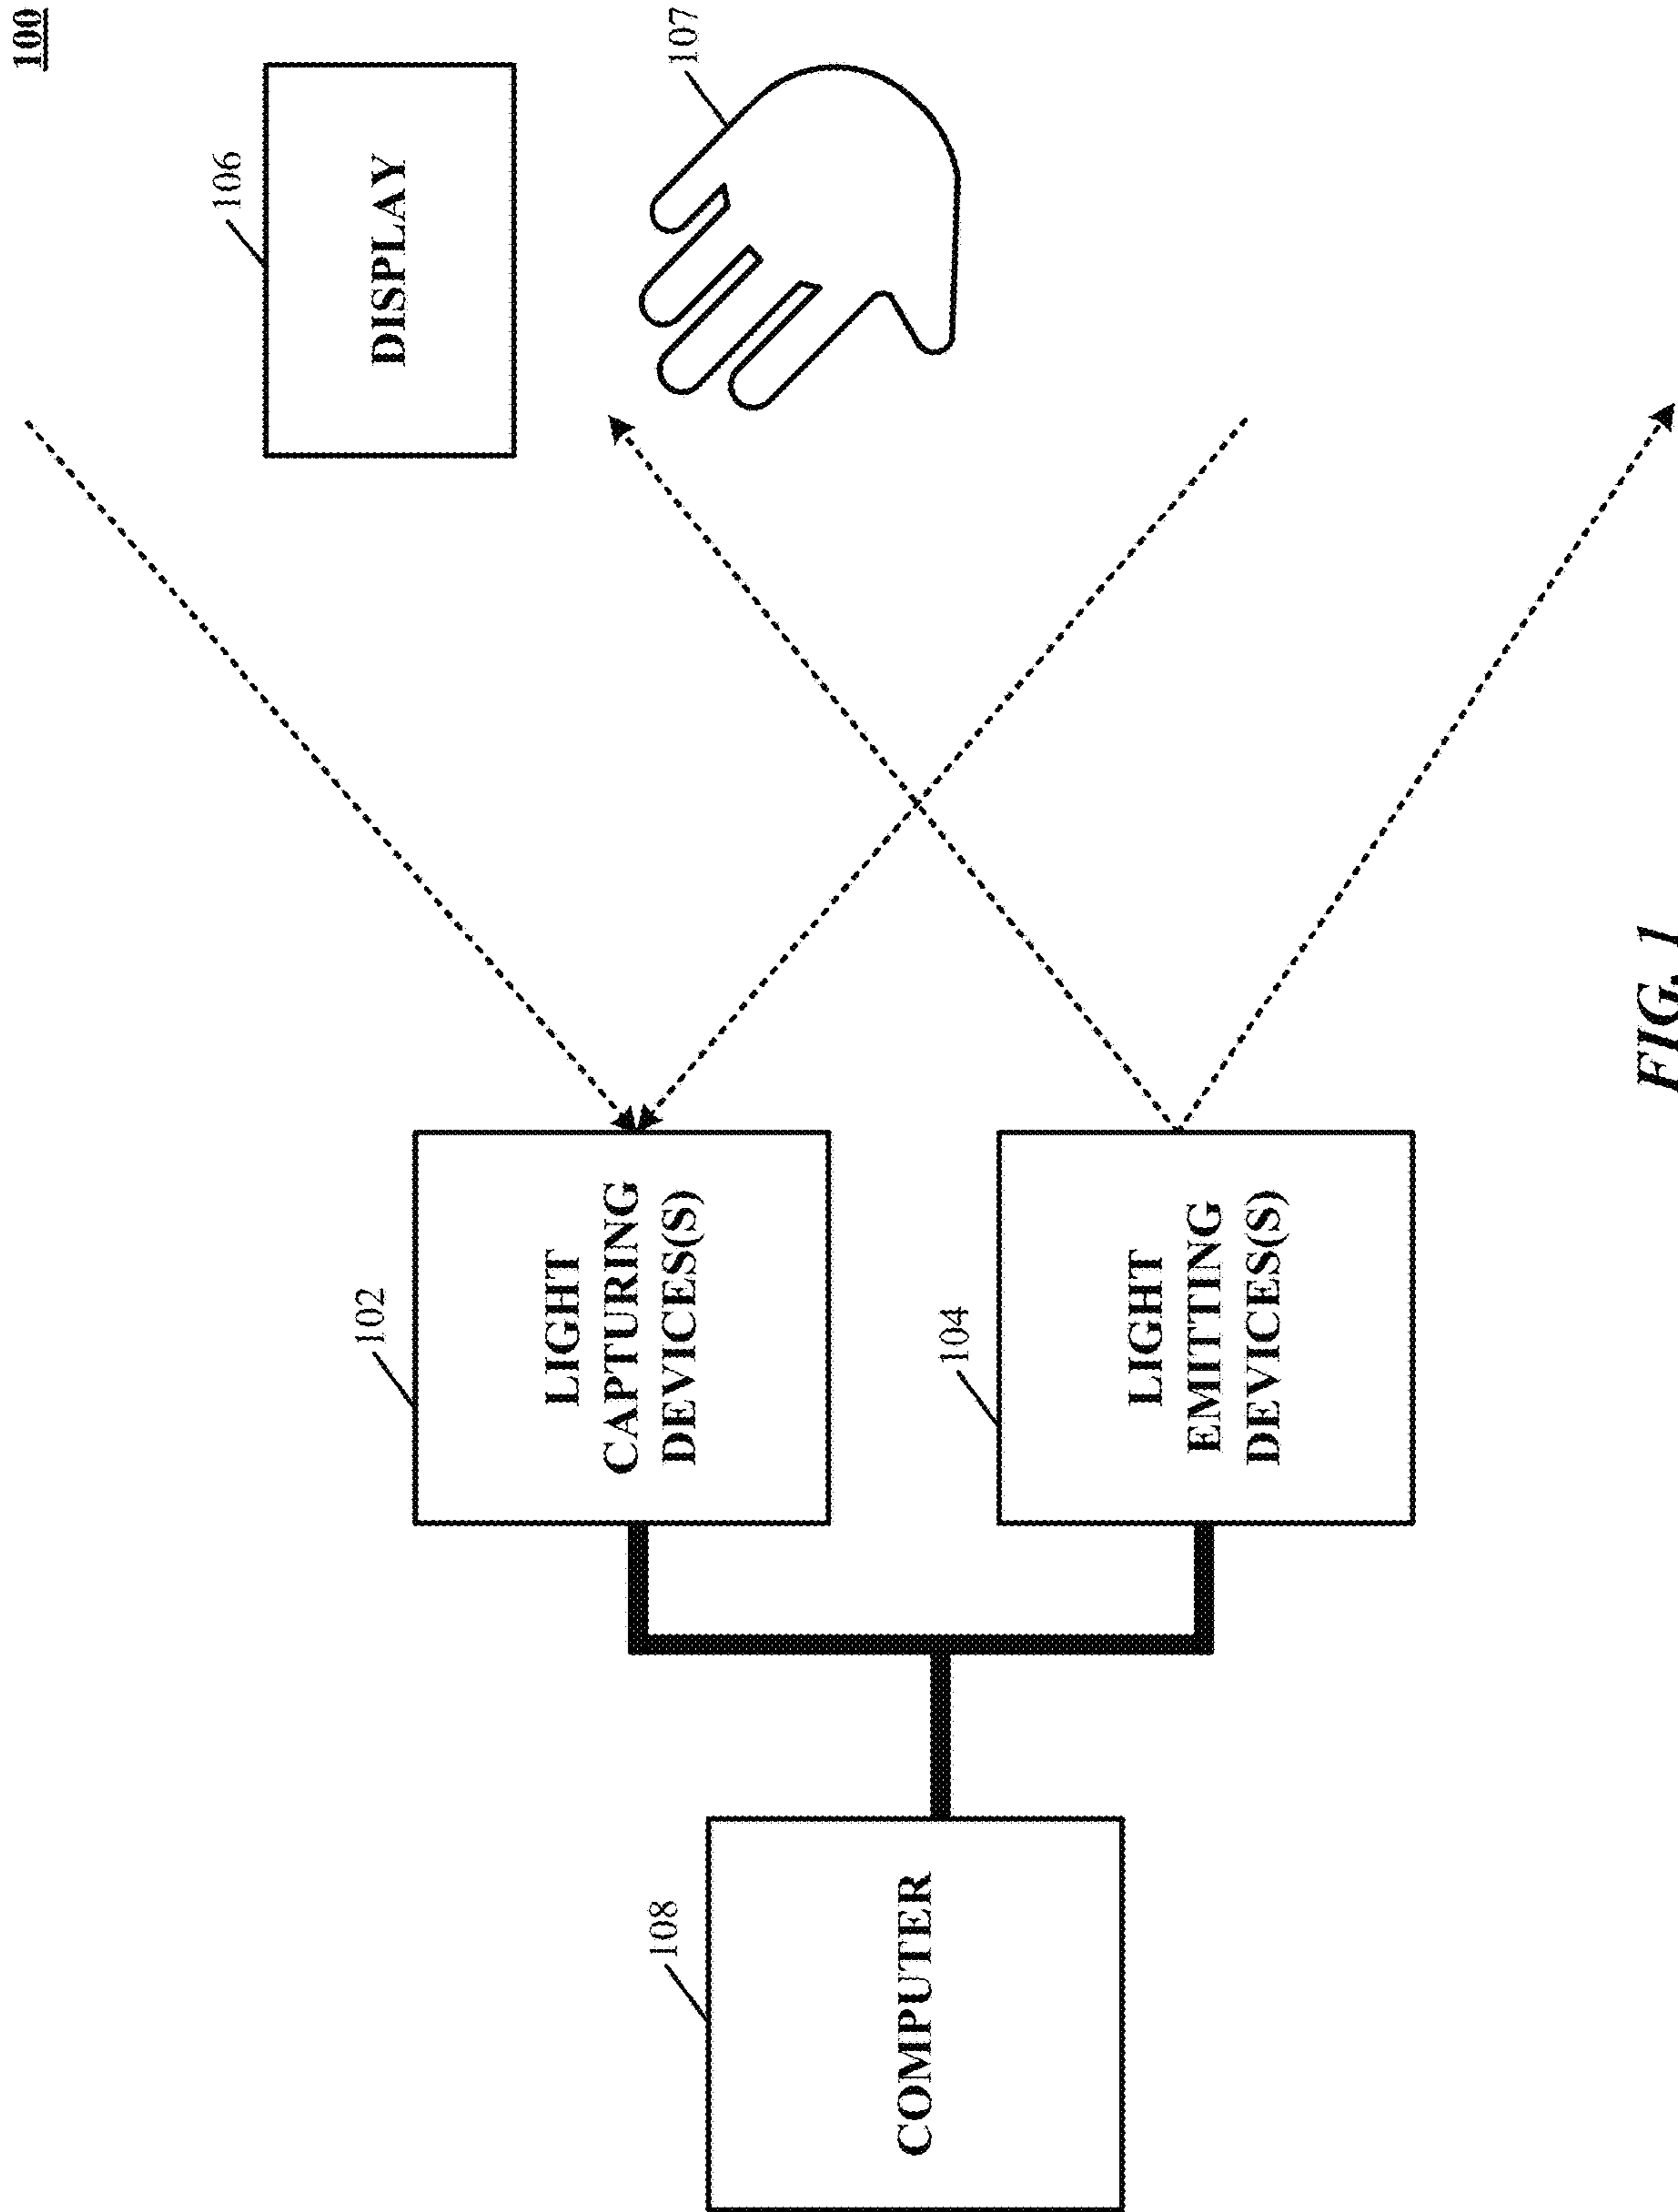 100
106
DISPLAY
102
LIGHT
CAPTURING
DEVICES(S)
107
108
COMPUTER
104
LIGHT
EMITTING
DEVICES(S)
FIG. 1